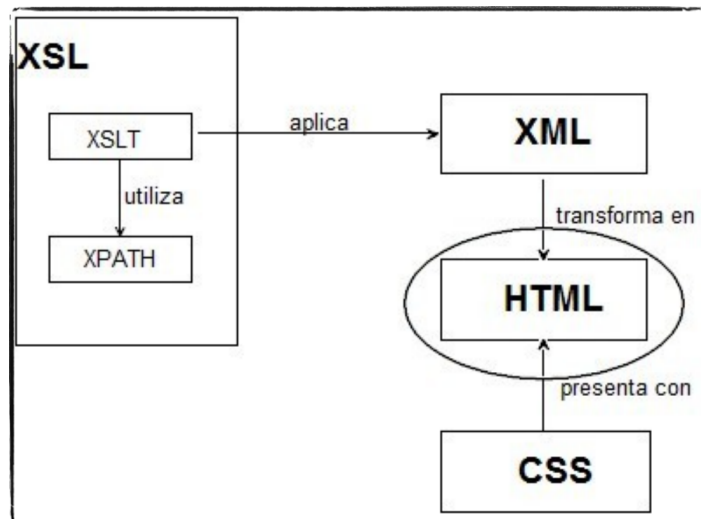 XSL
XSLT
aplica
XML
utiliza
transforma en
XPATH
HTML
presenta con
CSS